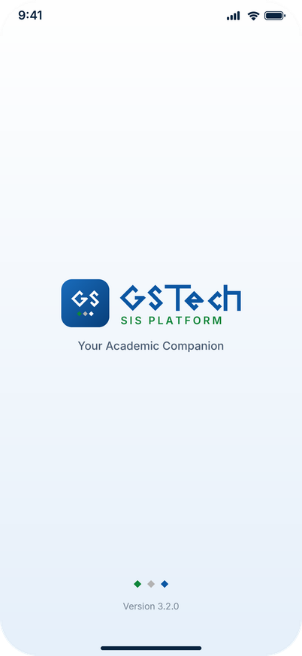 9:41
GS
GSTech
SIS PLATFORM
Your Academic Companion
Version 3.2.0